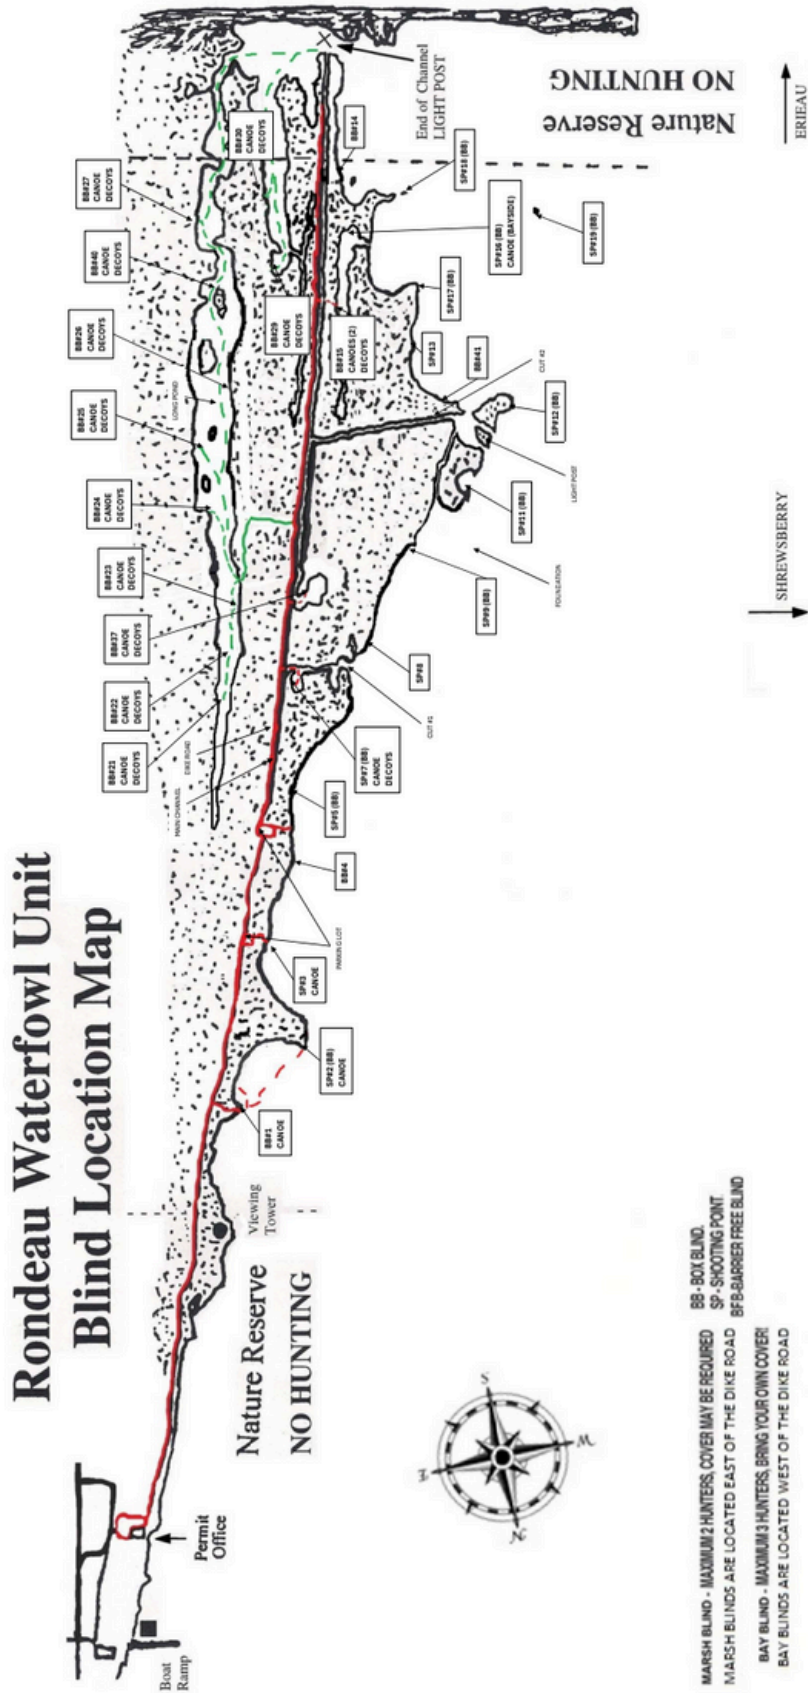 Rondeau Waterfowl Unit
Blind Location Map
Boat
Ramp
Permit
Office
Nature Reserve
NO HUNTING
Viewing
Tower
BB#1
CANOE
SP#2 (BB)
CANOE
SP#3
CANOE
PARKING LOT
BB#4
SP#5 (BB)
MAIN CHANNEL
DIKE ROAD
SP#7 (BB)
CANOE
DECOYS
CUT #1
SP#8
BB#21
CANOE
DECOYS
BB#22
CANOE
DECOYS
BB#37
CANOE
DECOYS
BB#23
CANOE
DECOYS
BB#24
CANOE
DECOYS
BB#25
CANOE
DECOYS
BB#26
CANOE
DECOYS
BB#40
CANOE
DECOYS
BB#27
CANOE
DECOYS
LONG POND
BB#30
CANOE
DECOYS
BB#29
CANOE
DECOYS
BB#15
CANOES (2)
DECOYS
SP#9 (BB)
FOUNDATION
SP#11 (BB)
LIGHT POST
SP#12 (BB)
CUT #2
BB#41
SP#13
SP#17 (BB)
SP#16 (BB)
CANOE (BAYSIDE)
SP#18 (BB)
SP#19 (BB)
BB#14
End of Channel
LIGHT POST
Nature Reserve
NO HUNTING
ERIEAU
SHREWSBERRY
N
E
S
W
MARSH BLIND - MAXIMUM 2 HUNTERS, COVER MAY BE REQUIRED
MARSH BLINDS ARE LOCATED EAST OF THE DIKE ROAD
BAY BLIND - MAXIMUM 3 HUNTERS, BRING YOUR OWN COVER!
BAY BLINDS ARE LOCATED WEST OF THE DIKE ROAD
BB - BOX BLIND.
SP - SHOOTING POINT.
BFB-BARRIER FREE BLIND